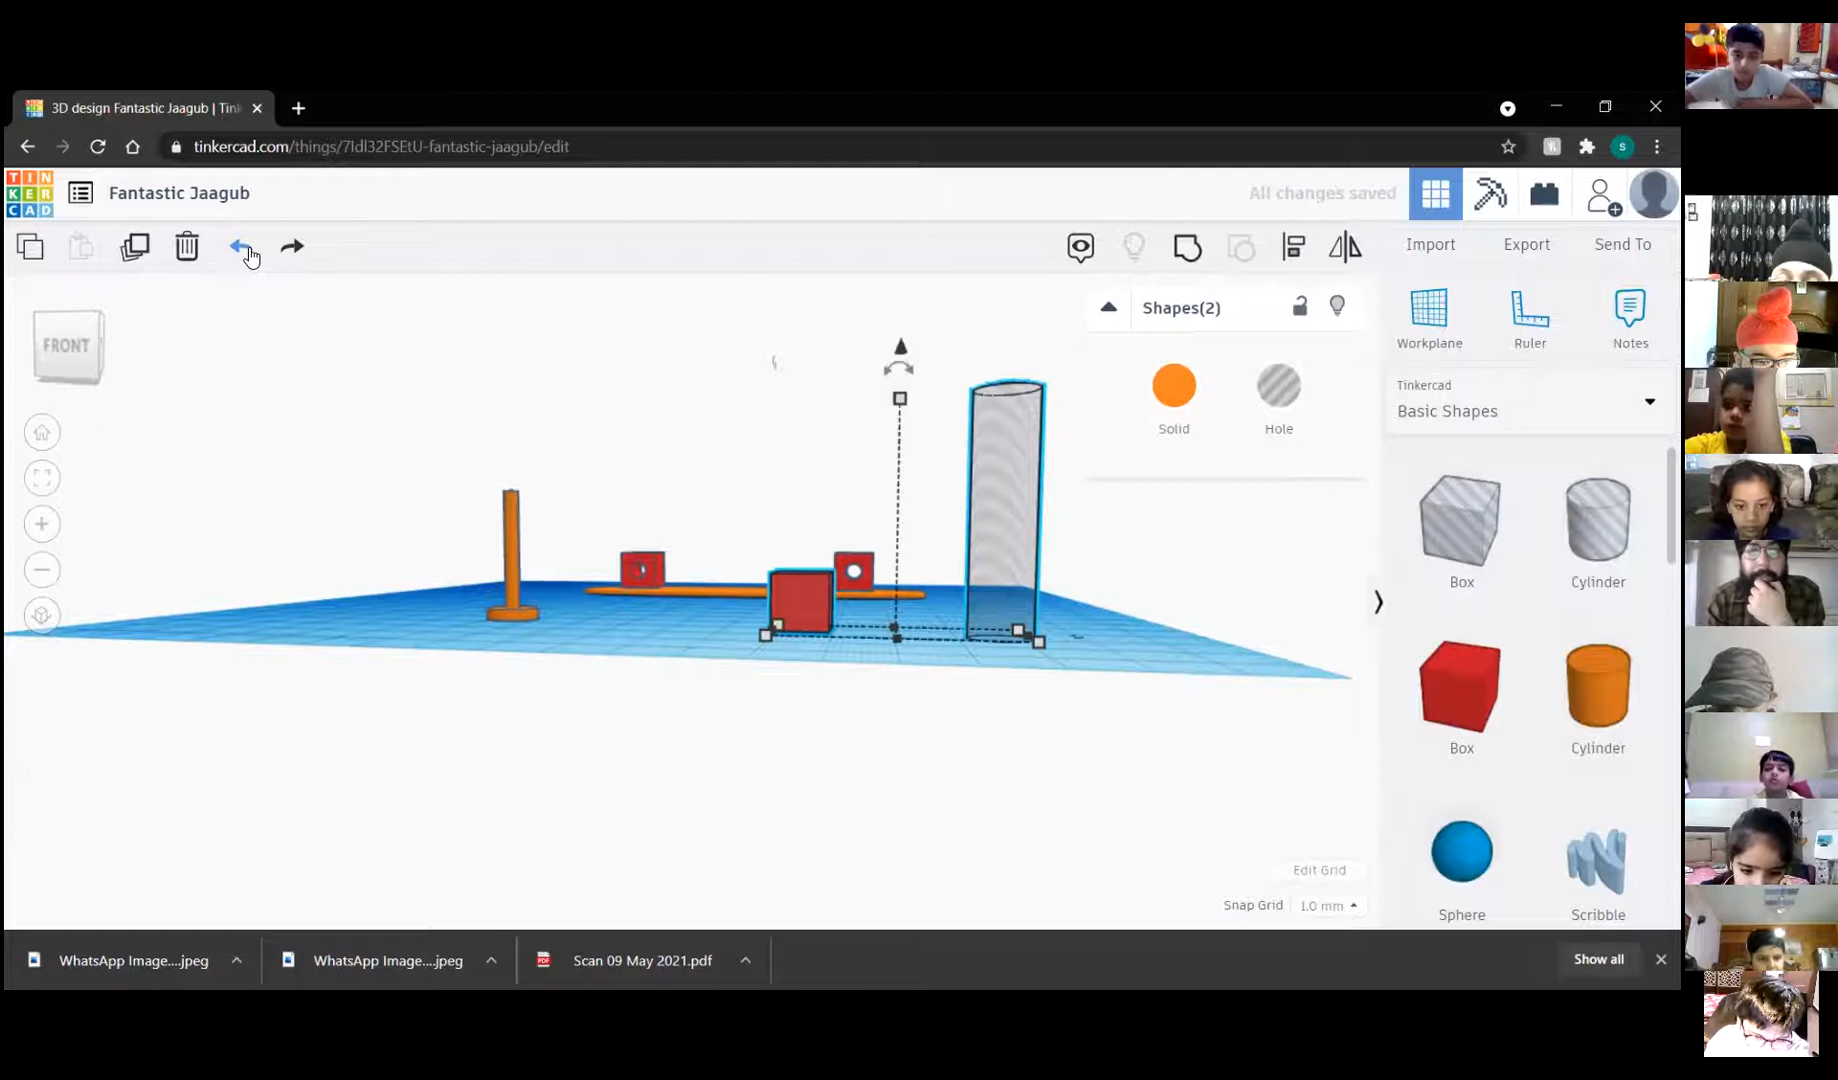 3D design Fantastic Jaagub | Tin
tinkercad.com/things/7Idl32FSEtU-fantastic-jaagub/edit
S
TIN
KER
CAD
Fantastic Jaagub
All changes saved
Import
Export
Send To
FRONT
Shapes(2)
Solid
Hole
Workplane
Ruler
Notes
Tinkercad
Basic Shapes
Box
Cylinder
Box
Cylinder
Sphere
Scribble
Edit Grid
Snap Grid
1.0 mm
WhatsApp Image....jpeg
WhatsApp Image....jpeg
PDF
Scan 09 May 2021.pdf
Show all